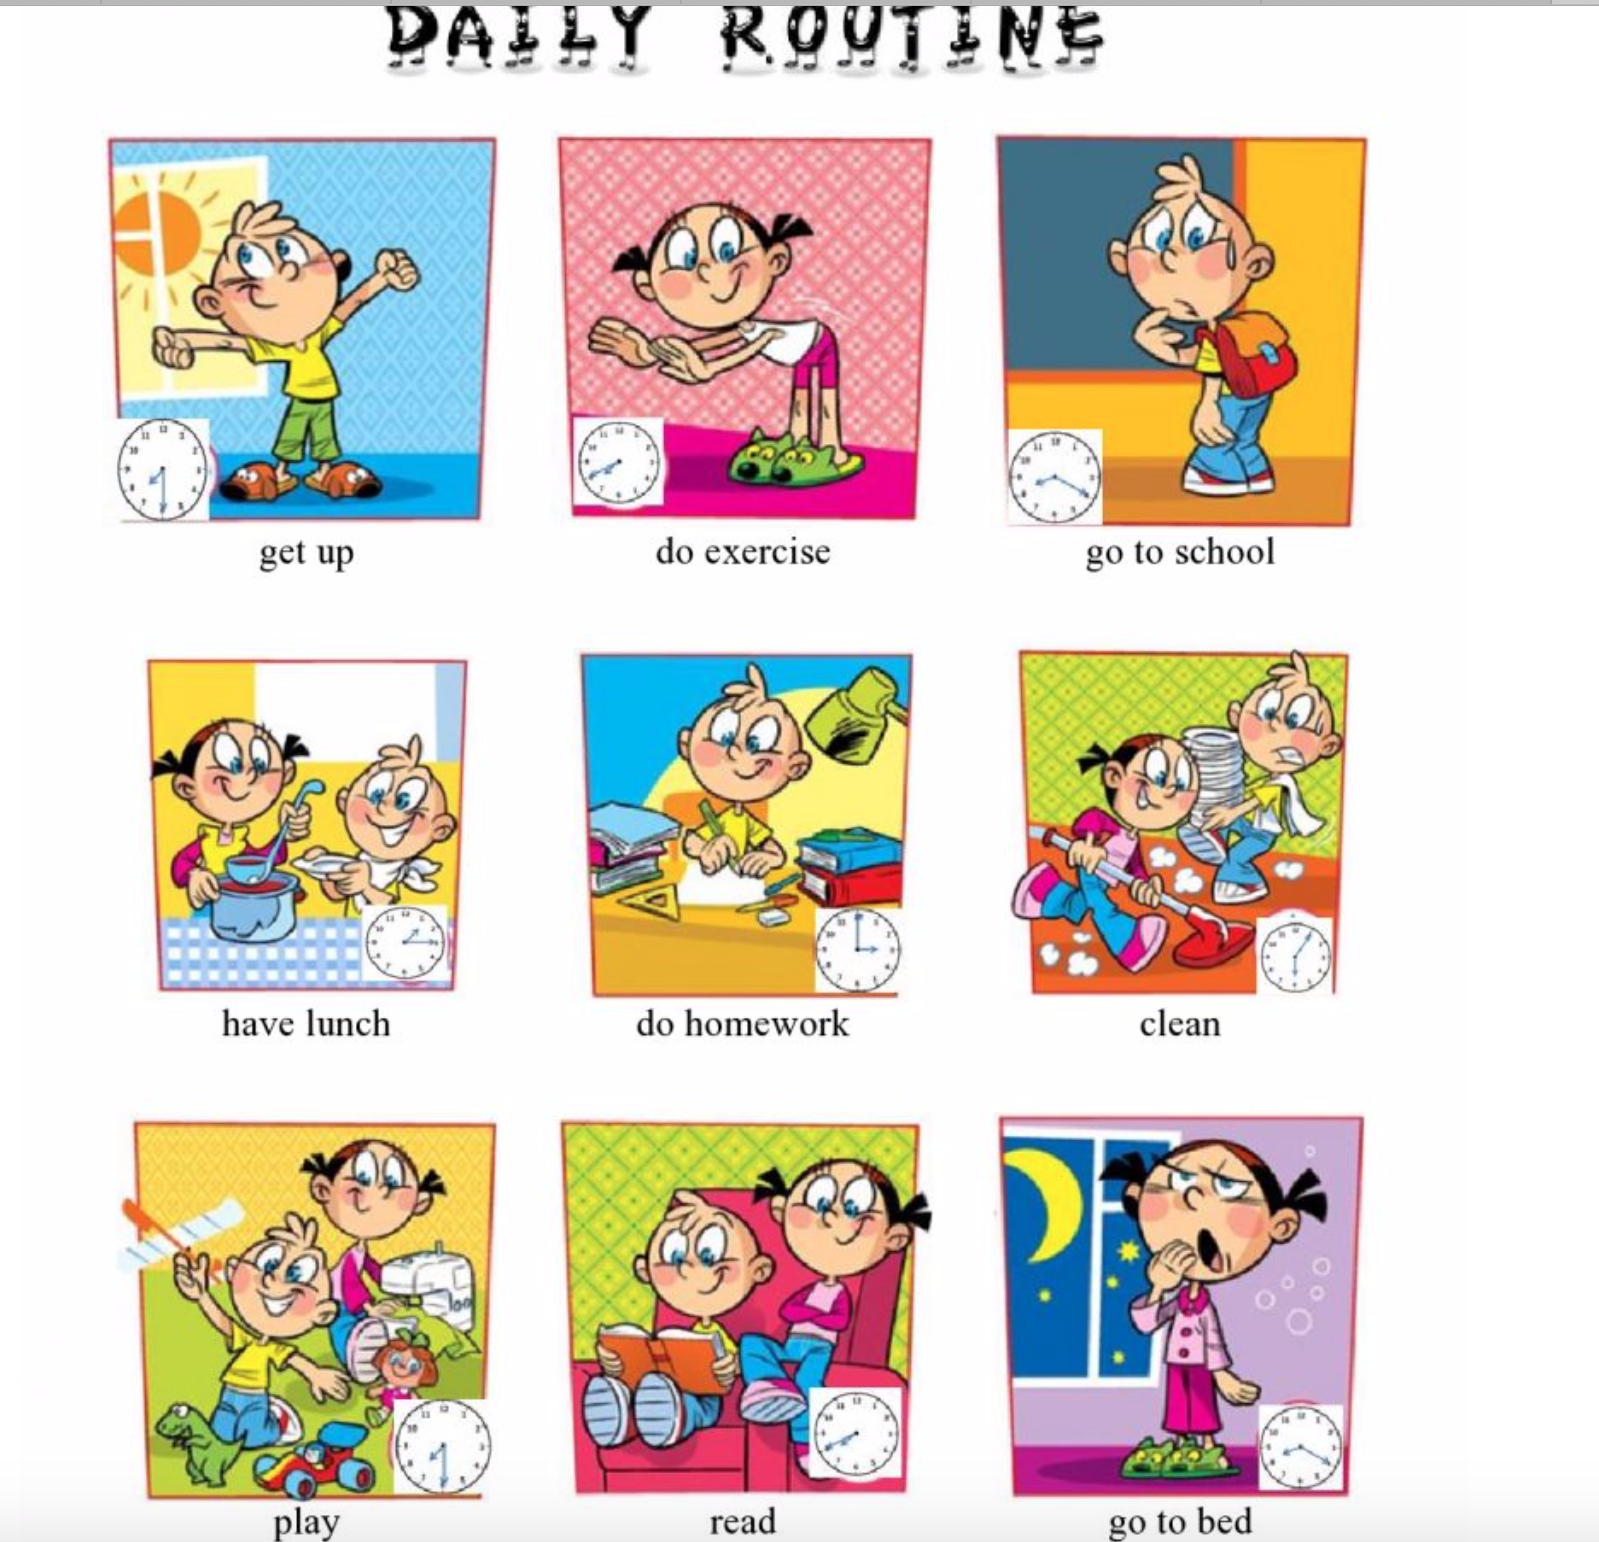 DAILY ROUTINE
get up
do exercise
go to school
have lunch
do homework
clean
play
read
go to bed